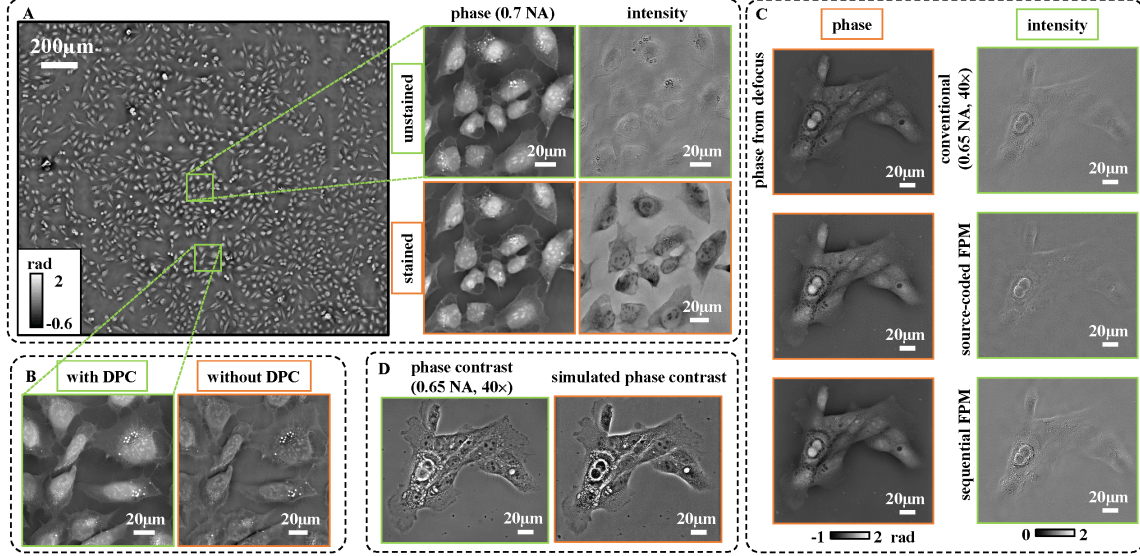 A
phase (0.7 NA)
intensity
200μm
unstained
20μm
20μm
stained
20μm
20μm
rad
2
-0.6
B
with DPC
without DPC
20μm
20μm
C
phase
intensity
phase from defocus
conventional
(0.65 NA, 40×)
20μm
20μm
source-coded FPM
20μm
20μm
sequential FPM
20μm
20μm
-1
2
rad
0
2
D
phase contrast
(0.65 NA, 40×)
simulated phase contrast
20μm
20μm